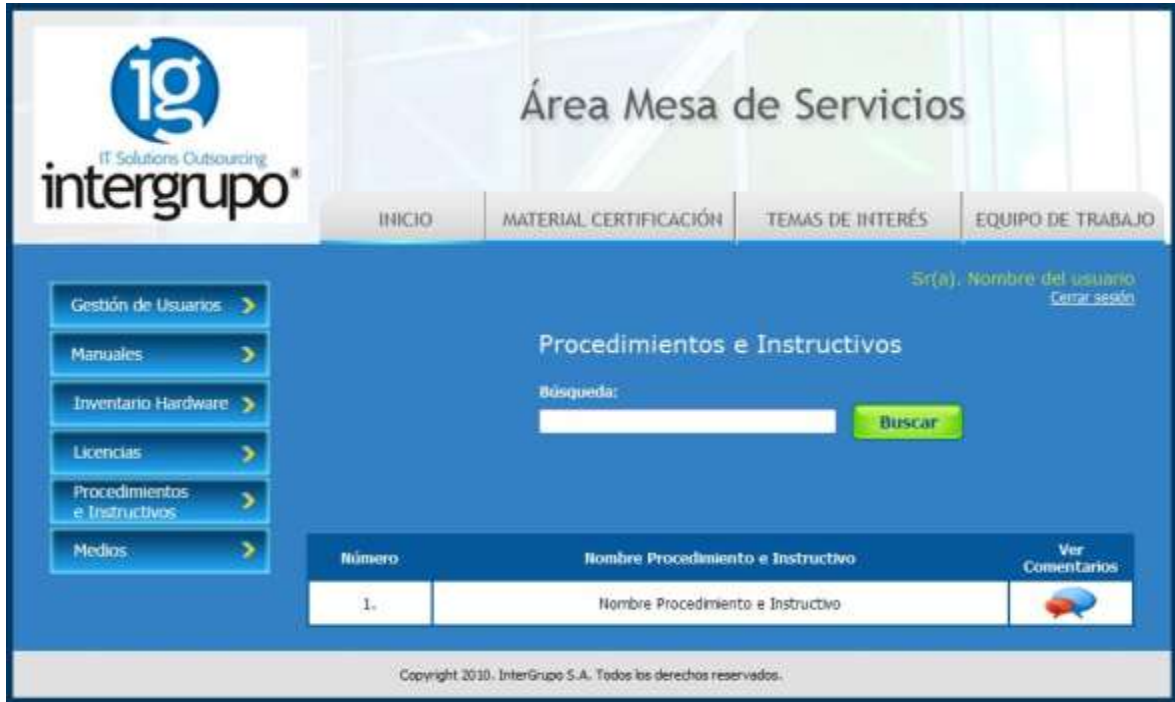 ig
IT Solutions Outsourcing
intergrupo®
Área Mesa de Servicios
INICIO
MATERIAL CERTIFICACIÓN
TEMAS DE INTERÉS
EQUIPO DE TRABAJO
Sr(a). Nombre del usuario
Cerrar sesión
Gestión de Usuarios
Manuales
Inventario Hardware
Licencias
Procedimientos
e Instructivos
Medios
Procedimientos e Instructivos
Búsqueda:
Buscar
Número
Nombre Procedimiento e Instructivo
Ver
Comentarios
1.
Nombre Procedimiento e Instructivo
Copyright 2010. InterGrupo S.A. Todos los derechos reservados.